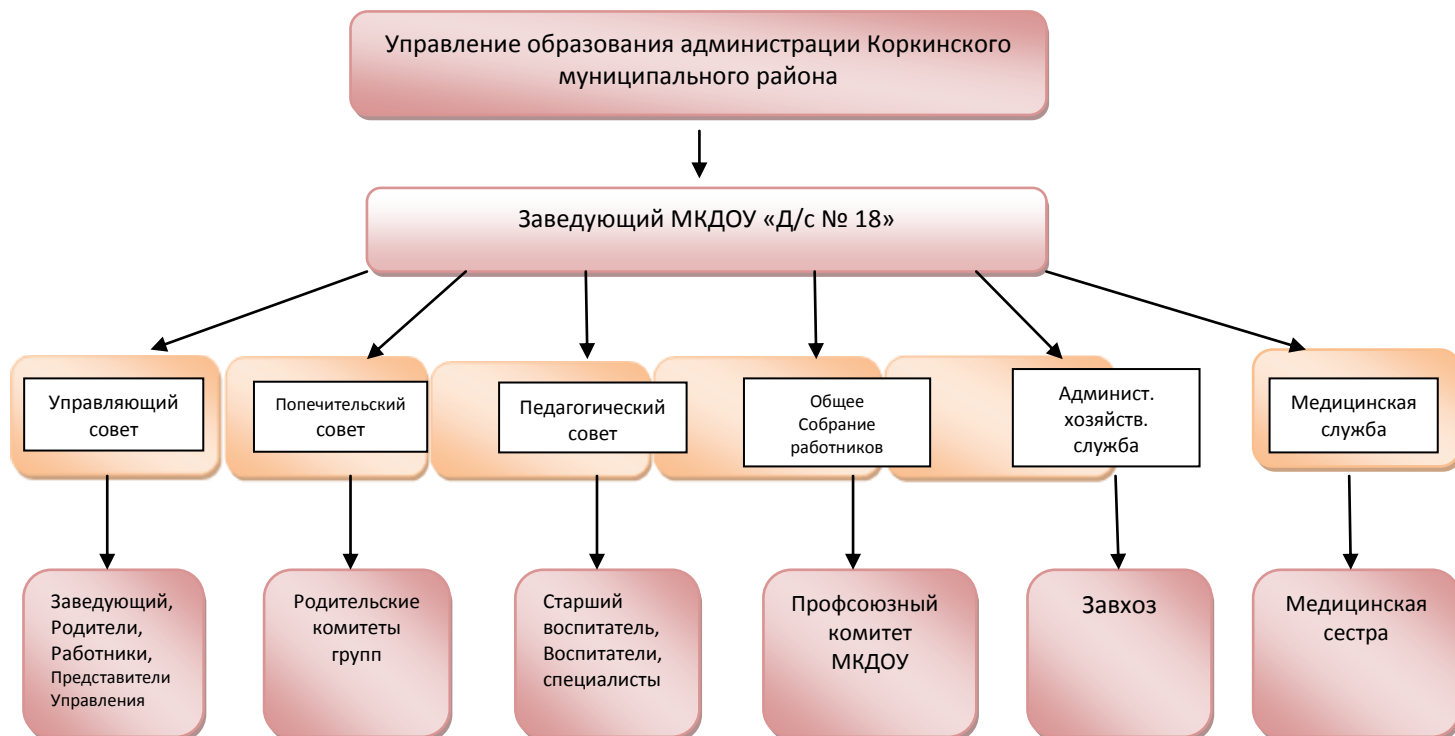 Управление образования администрации Коркинского
муниципального района
Заведующий МКДОУ «Д/с № 18»
Управляющий
совет
Попечительский
совет
Педагогический
совет
Общее
Собрание
работников
Админист.
хозяйств.
служба
Медицинская
служба
Заведующий,
Родители,
Работники,
Представители
Управления
Родительские
комитеты
групп
Старший
воспитатель,
Воспитатели,
специалисты
Профсоюзный
комитет
МКДОУ
Завхоз
Медицинская
сестра